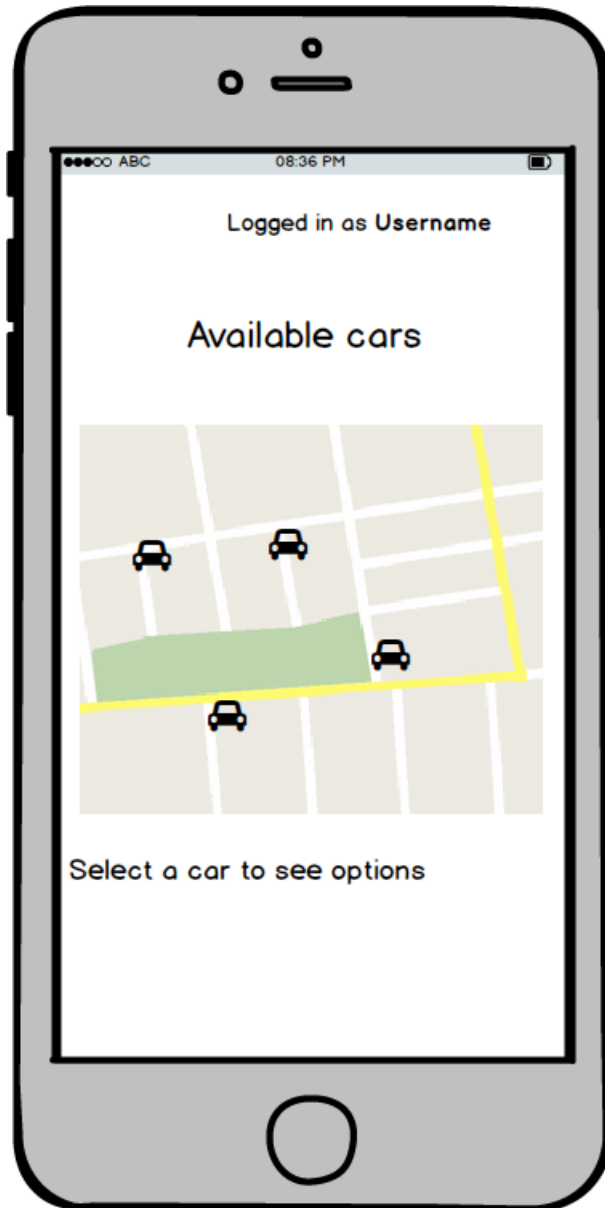 ABC 08:36 PM
Logged in as Username
Available cars
Select a car to see options